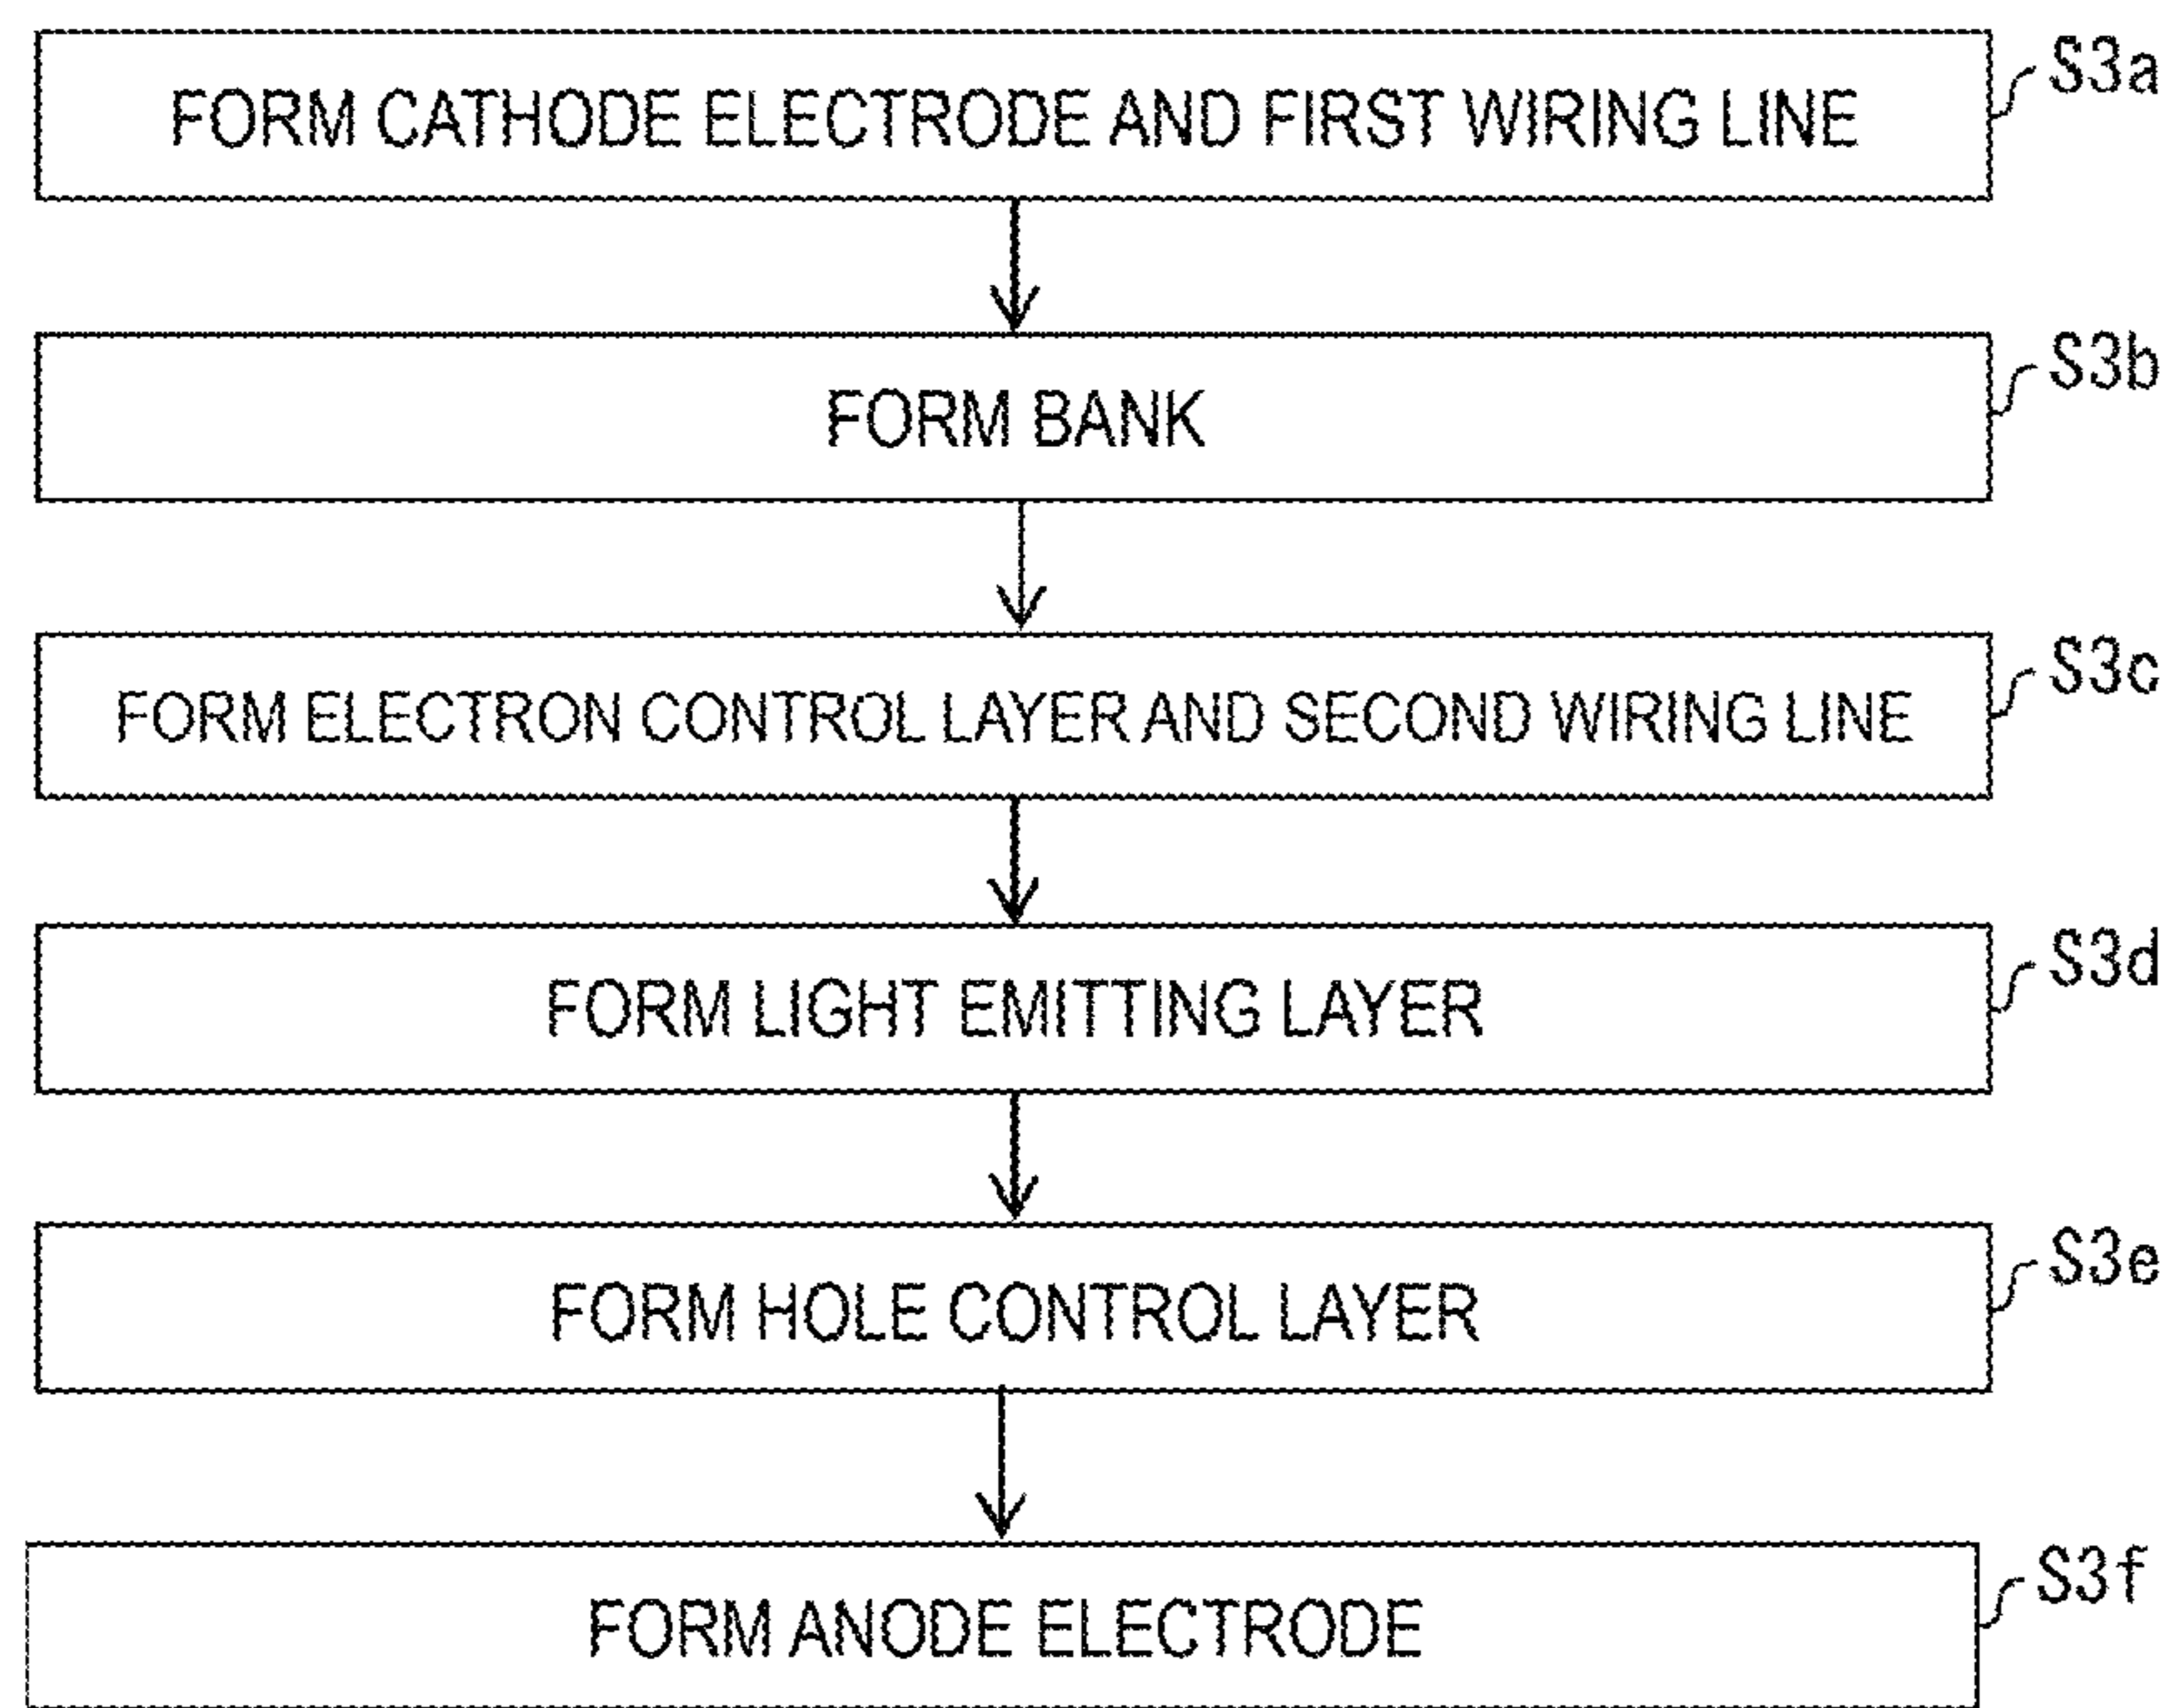 FORM CATHODE ELECTRODE AND FIRST WIRING LINE
S3a
FORM BANK
S3b
FORM ELECTRON CONTROL LAYER AND SECOND WIRING LINE
S3c
FORM LIGHT EMITTING LAYER
S3d
FORM HOLE CONTROL LAYER
S3e
FORM ANODE ELECTRODE
S3f